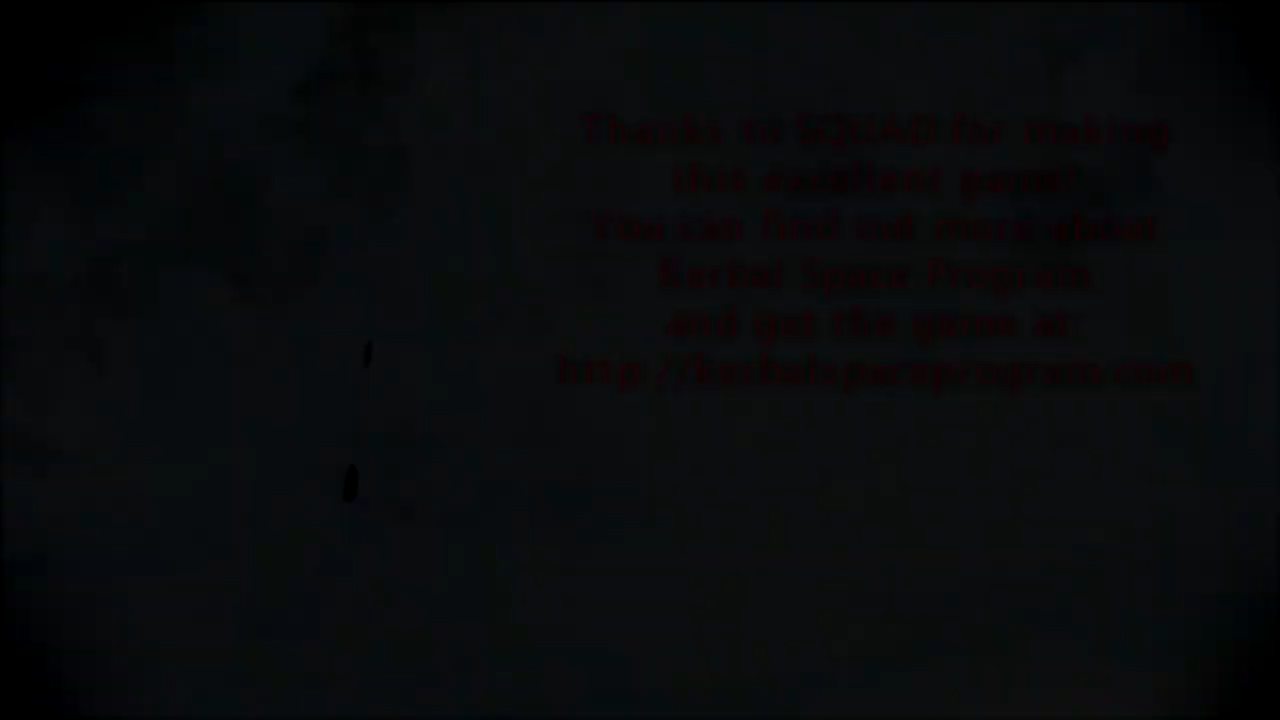 Thanks to SQUAD for making
this excellent game!
You can find out more about
Kerbal Space Program
and get the game at:
http://kerbalspaceprogram.com